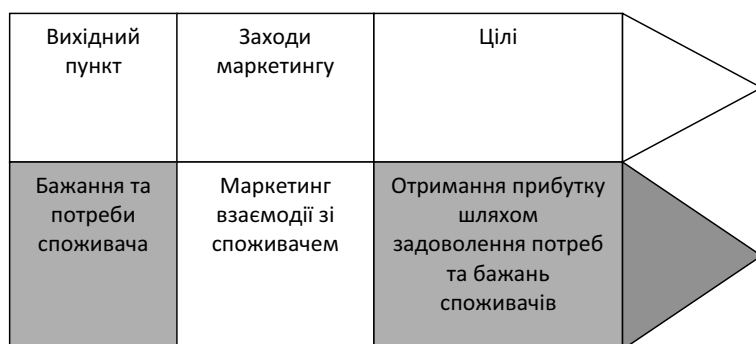 Вихідний
пункт
Заходи
маркетингу
Цілі
Бажання та
потреби
споживача
Маркетинг
взаємодії зі
споживачем
Отримання прибутку
шляхом
задоволення потреб
та бажань
споживачів